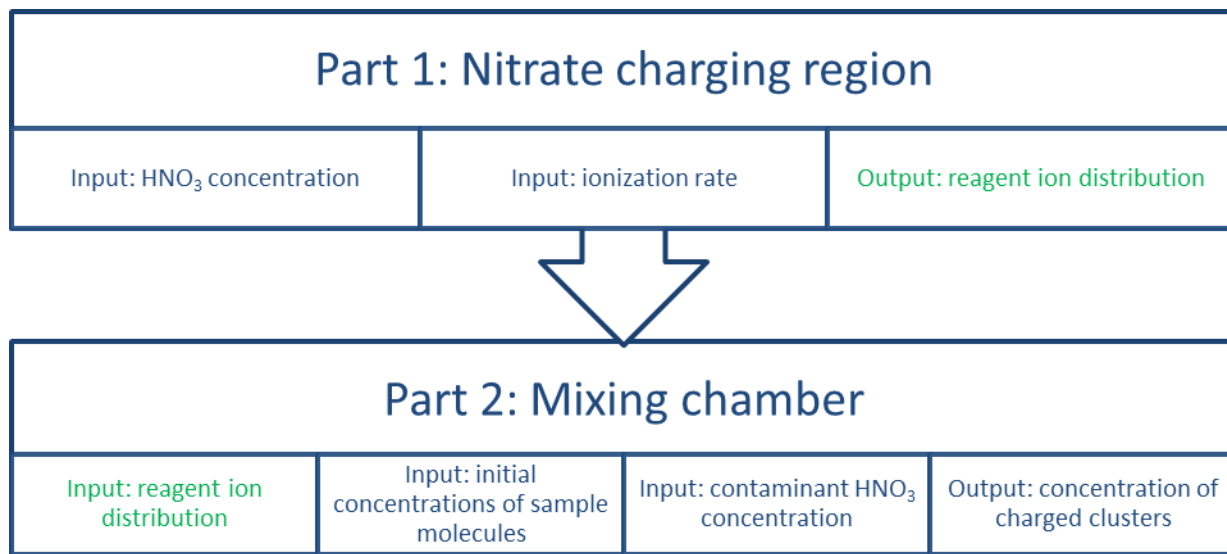 Part 1: Nitrate charging region
Input: HNO₃ concentration
Input: ionization rate
Output: reagent ion distribution
Part 2: Mixing chamber
Input: reagent ion
distribution
Input: initial
concentrations of sample
molecules
Input: contaminant HNO₃
concentration
Output: concentration of
charged clusters